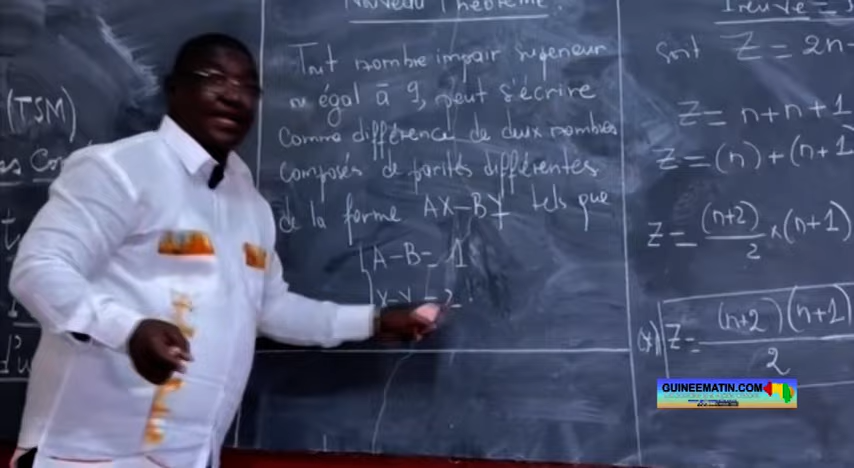 (TSM)
Nouveau Théorème.
Tout nombre impair supérieur
ou égal à 9, peut s'écrire
comme différence de deux nombres
composés de parités différentes
de la forme AX-BY tels que
A-B= 1
X-Y = 2
Preuve =
soit Z= 2n
Z= n+n+1
Z= (n)+(n+1)
Z= (n+2)/2 x(n+1)
(*) Z= (n+2)(n+1)/2
GUINEEMATIN.COM